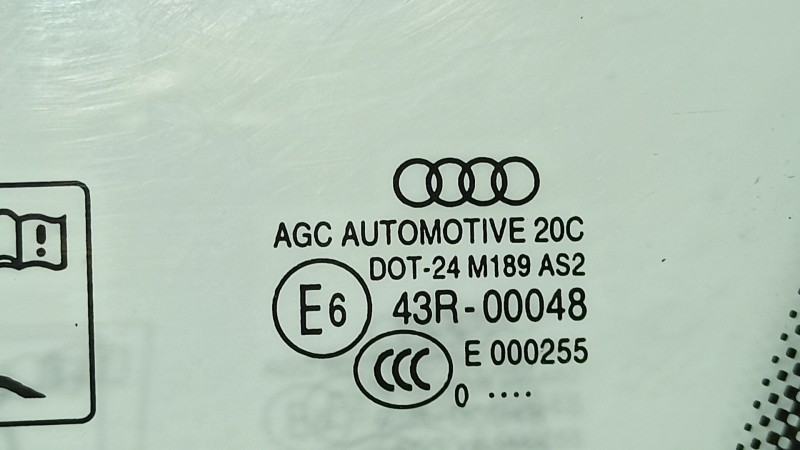 AGC AUTOMOTIVE 20C
DOT-24 M189 AS2
E6 43R-00048
CCC E 000255
0 ....
!